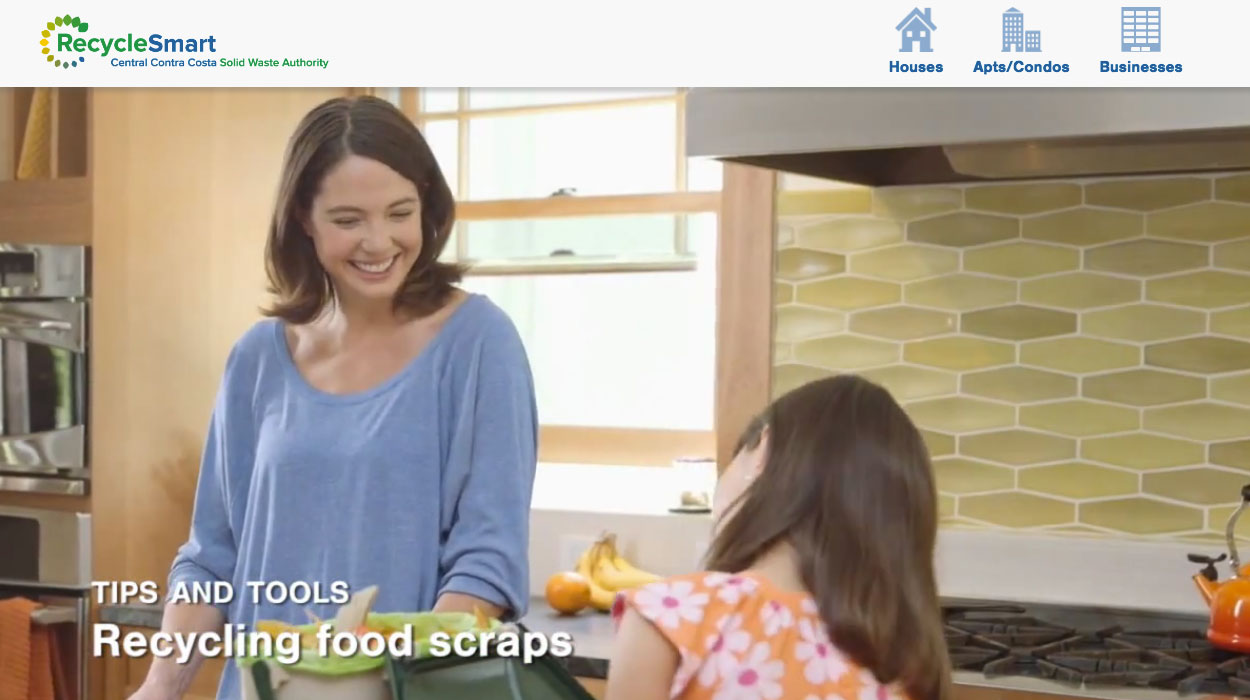 RecycleSmart
Central Contra Costa Solid Waste Authority
Houses
Apts/Condos
Businesses
TIPS AND TOOLS
Recycling food scraps